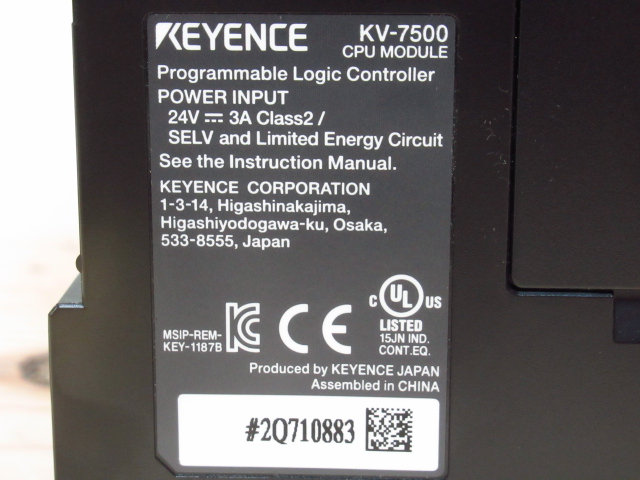 KEYENCE KV-7500
CPU MODULE
Programmable Logic Controller
POWER INPUT
24V ⎓ 3A Class2 /
SELV and Limited Energy Circuit
See the Instruction Manual.
KEYENCE CORPORATION
1-3-14, Higashinakajima,
Higashiyodogawa-ku, Osaka,
533-8555, Japan
MSIP-REM-
KEY-1187B
CE
C UL US
LISTED
15JN IND.
CONT.EQ.
Produced by KEYENCE JAPAN
Assembled in CHINA
#2Q710883